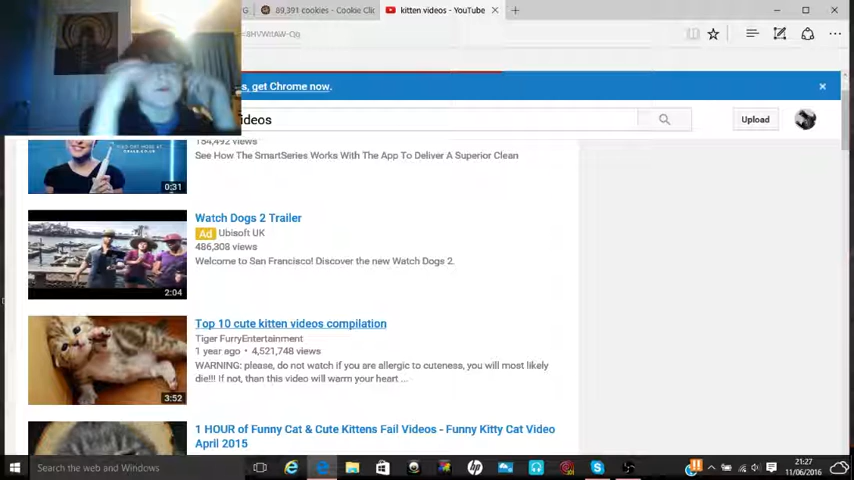 89,391 cookies - Cookie Clic
kitten videos - YouTube
s, get Chrome now.
ideos
Upload
154,492 views
See How The SmartSeries Works With The App To Deliver A Superior Clean
0:31
Watch Dogs 2 Trailer
Ad Ubisoft UK
486,308 views
Welcome to San Francisco! Discover the new Watch Dogs 2.
2:04
Top 10 cute kitten videos compilation
Tiger FurryEntertainment
1 year ago • 4,521,748 views
WARNING: please, do not watch if you are allergic to cuteness, you will most likely
die!!! If not, than this video will warm your heart ...
3:52
1 HOUR of Funny Cat & Cute Kittens Fail Videos - Funny Kitty Cat Video
April 2015
Search the web and Windows
21:27
11/06/2016